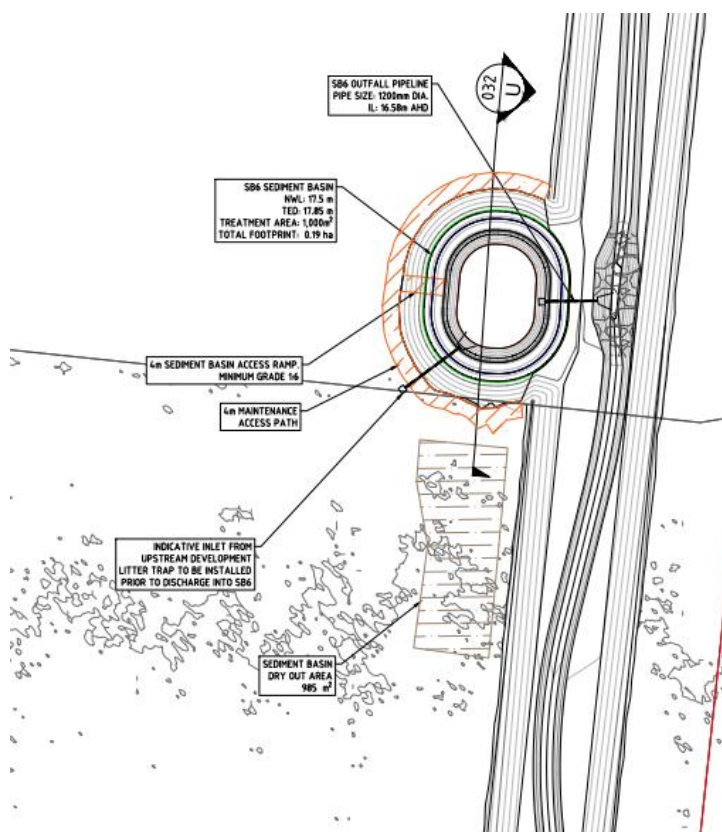 SB6 OUTFALL PIPELINE
PIPE SIZE: 1200mm DIA.
IL: 16.58m AHD
032
U
SB6 SEDIMENT BASIN
NWL: 17.5 m
TED: 17.85 m
TREATMENT AREA: 1,000m²
TOTAL FOOTPRINT: 0.19 ha
4m SEDIMENT BASIN ACCESS RAMP.
MINIMUM GRADE 1:6
4m MAINTENANCE
ACCESS PATH
INDICATIVE INLET FROM
UPSTREAM DEVELOPMENT
LITTER TRAP TO BE INSTALLED
PRIOR TO DISCHARGE INTO SB6
SEDIMENT BASIN
DRY OUT AREA
985 m²